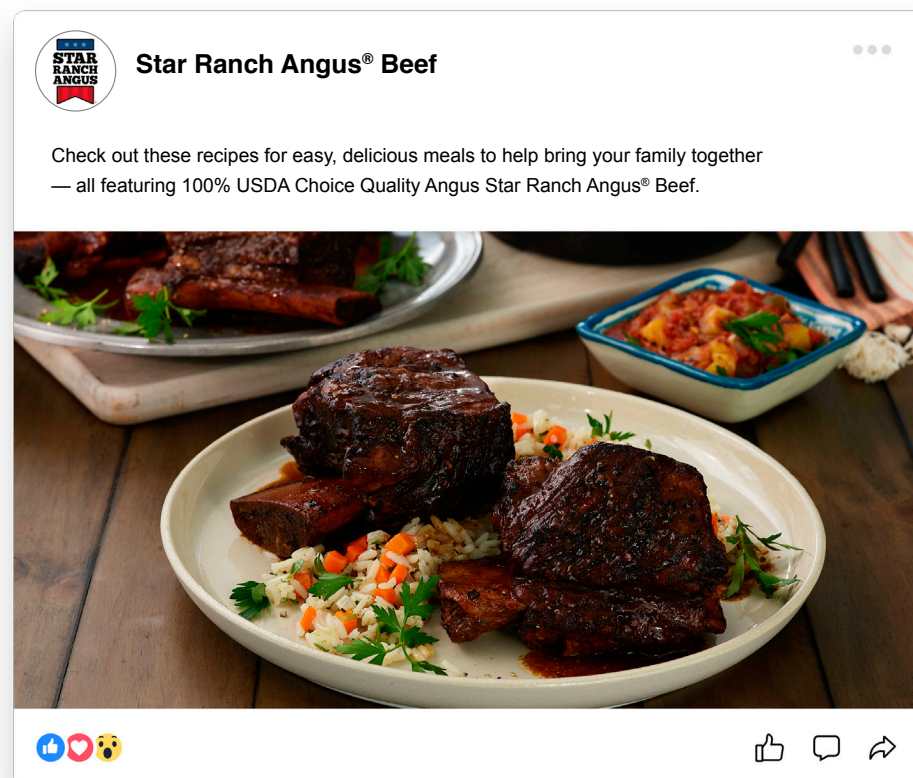 STAR
RANCH
ANGUS
Star Ranch Angus® Beef
Check out these recipes for easy, delicious meals to help bring your family together
— all featuring 100% USDA Choice Quality Angus Star Ranch Angus® Beef.